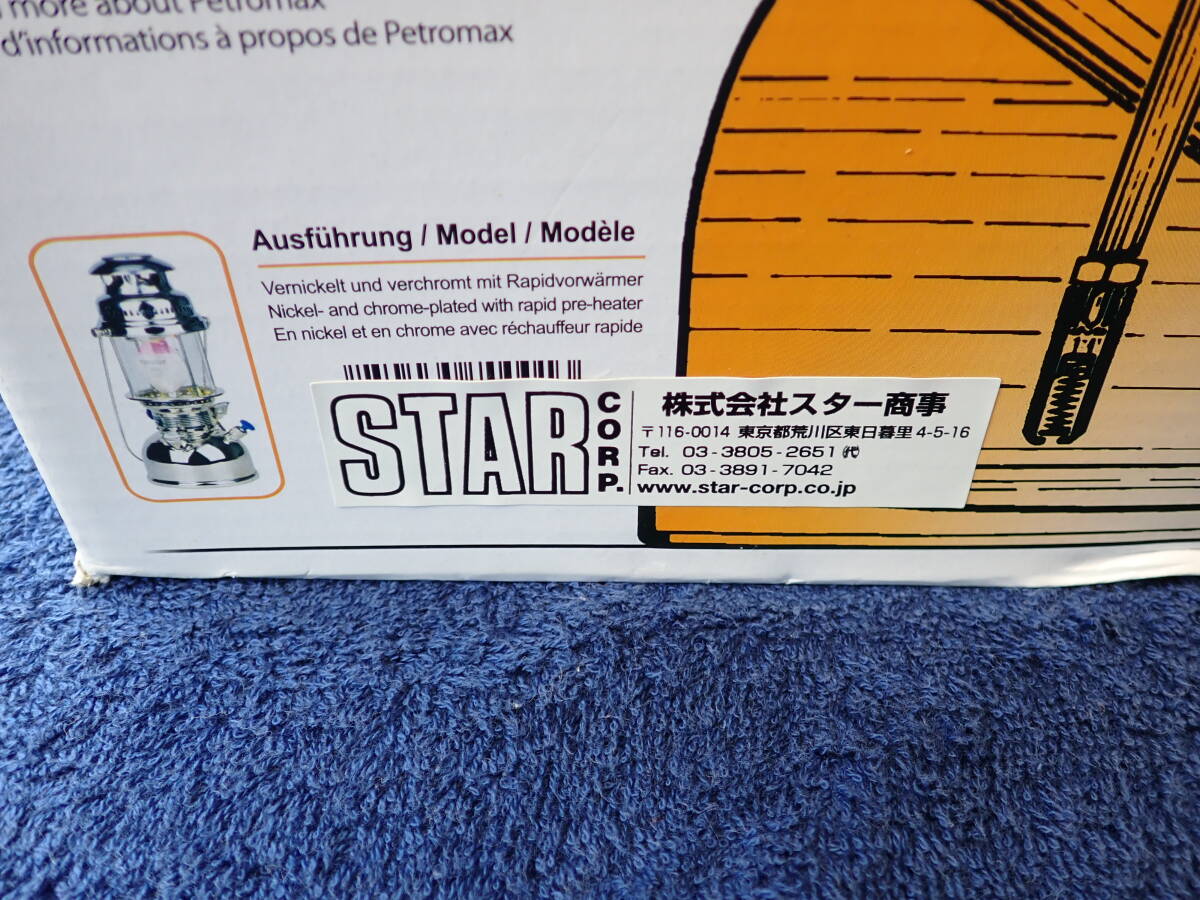 more about Petromax
d'informations à propos de Petromax
Ausführung / Model / Modèle
Vernickelt und verchromt mit Rapidvorwärmer
Nickel- and chrome-plated with rapid pre-heater
En nickel et en chrome avec réchauffeur rapide
STAR CORP.
株式会社スター商事
〒116-0014 東京都荒川区東日暮里 4-5-16
Tel. 03-3805-2651 ㈹
Fax. 03-3891-7042
www.star-corp.co.jp